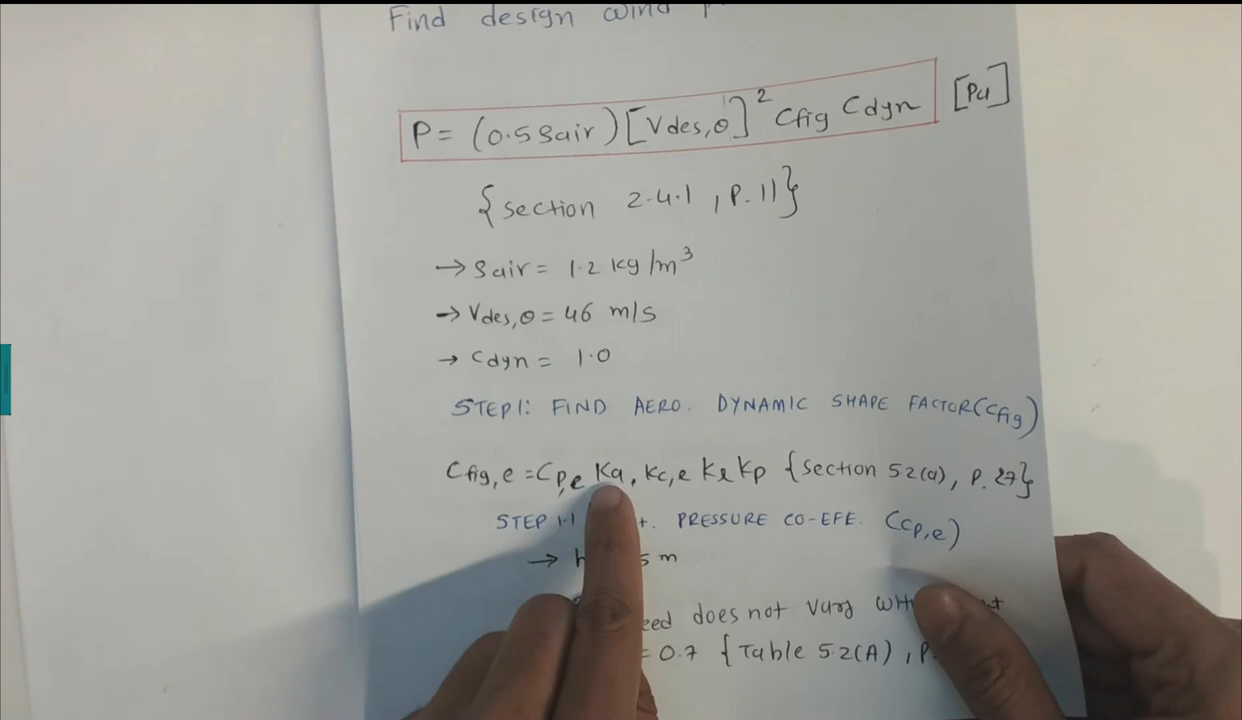 Find design wind
P = (0.5 ρair) [Vdes,θ]² Cfig Cdyn [Pa]
{section 2.4.1, P.11}
→ ρair = 1.2 kg/m³
→ Vdes,θ = 46 m/s
→ Cdyn = 1.0
STEP 1: FIND AERO. DYNAMIC SHAPE FACTOR (Cfig)
Cfig,e = Cp,e Ka, Kc,e Kl Kp {section 5.2(a), P. 27}
STEP 1.1 PRESSURE CO-EFE. (Cp,e)
→ h m
does not vary
= 0.7 {Table 5.2(A), P.